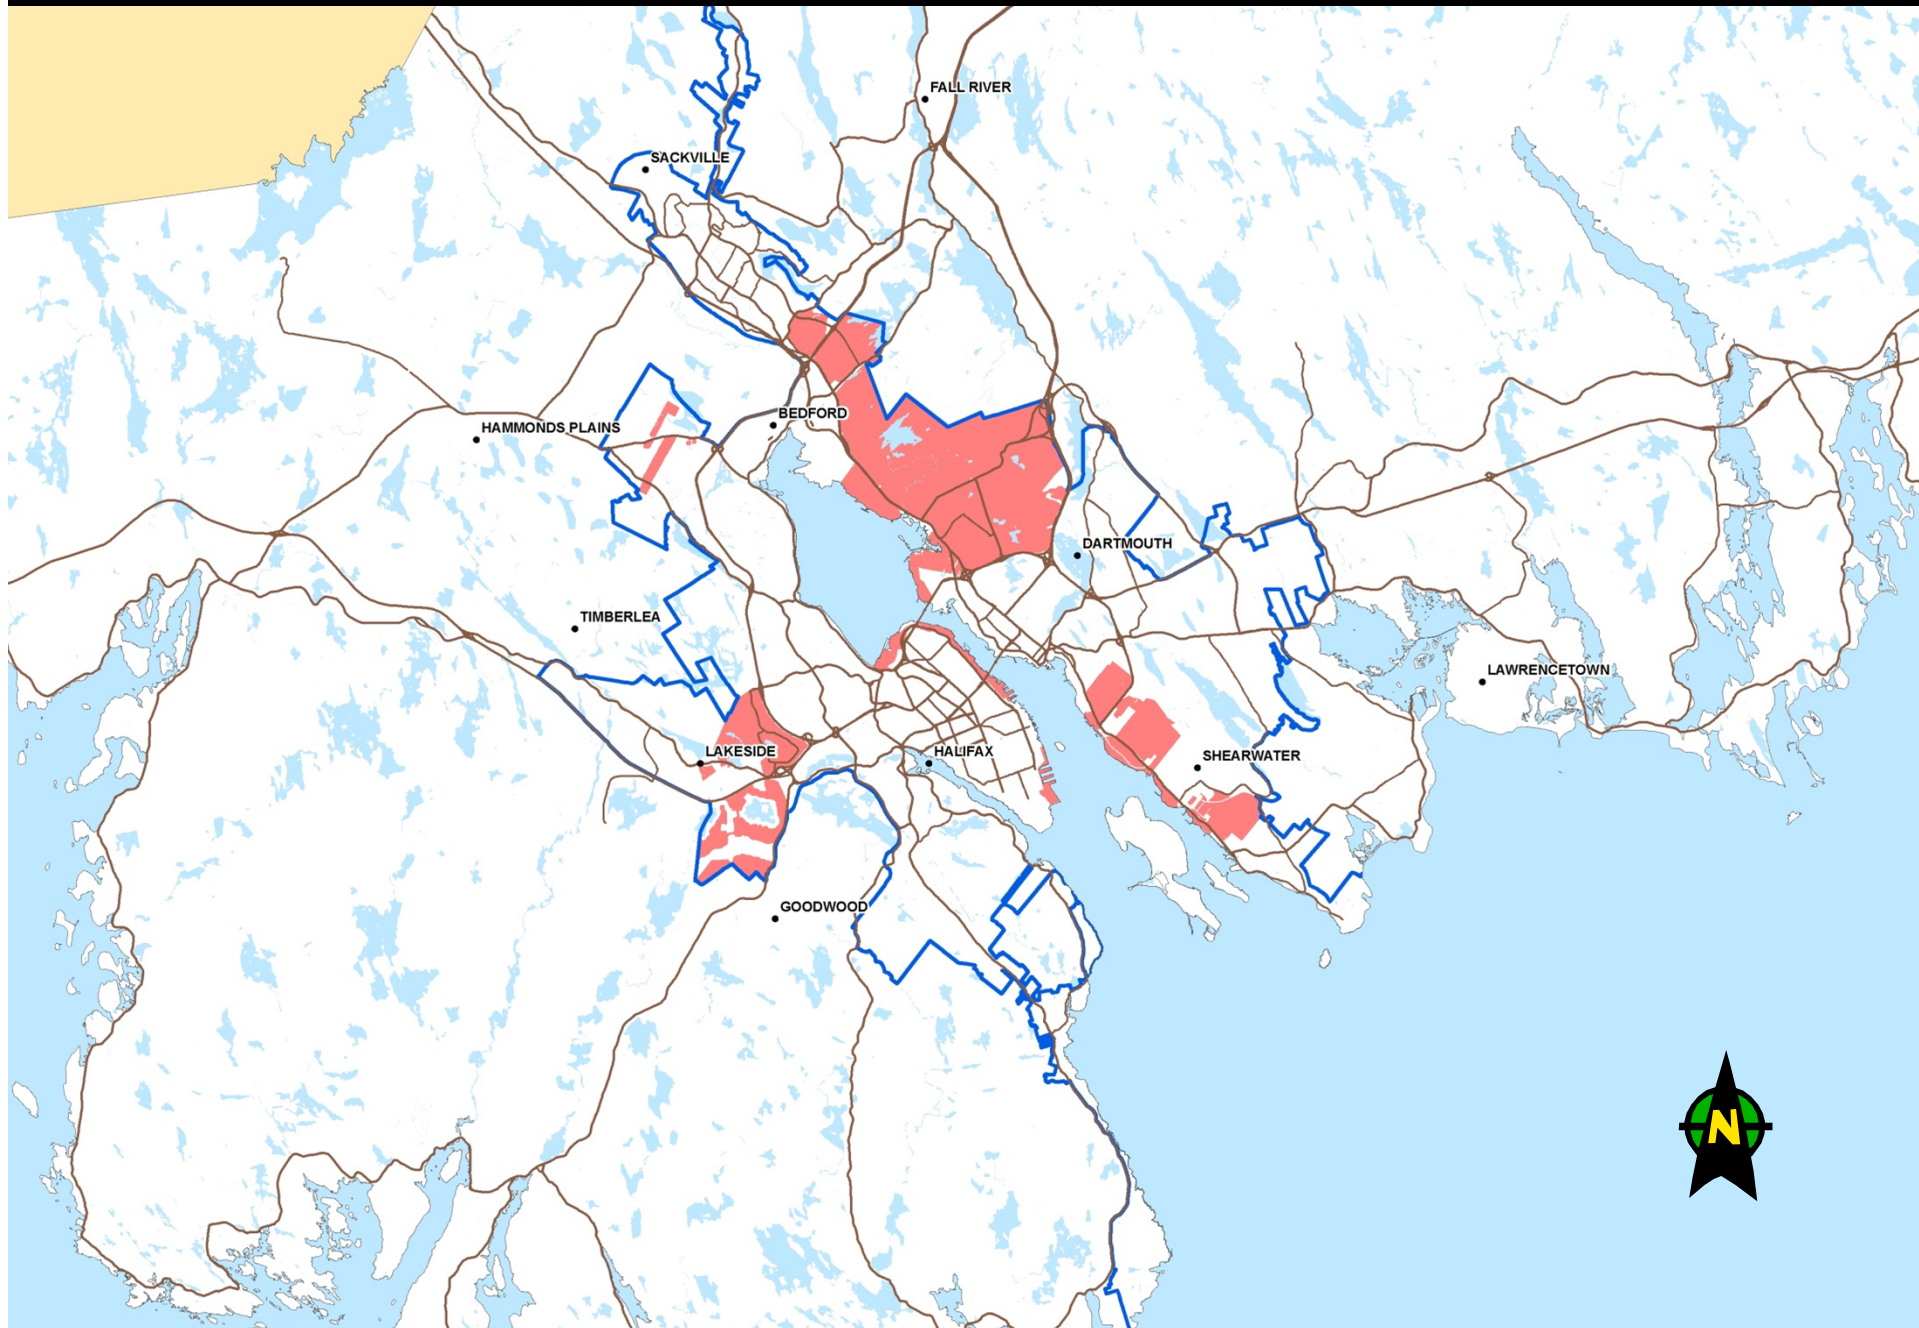 FALL RIVER
SACKVILLE
BEDFORD
HAMMONDS PLAINS
DARTMOUTH
TIMBERLEA
LAWRENCETOWN
LAKESIDE
HALIFAX
SHEARWATER
GOODWOOD
N